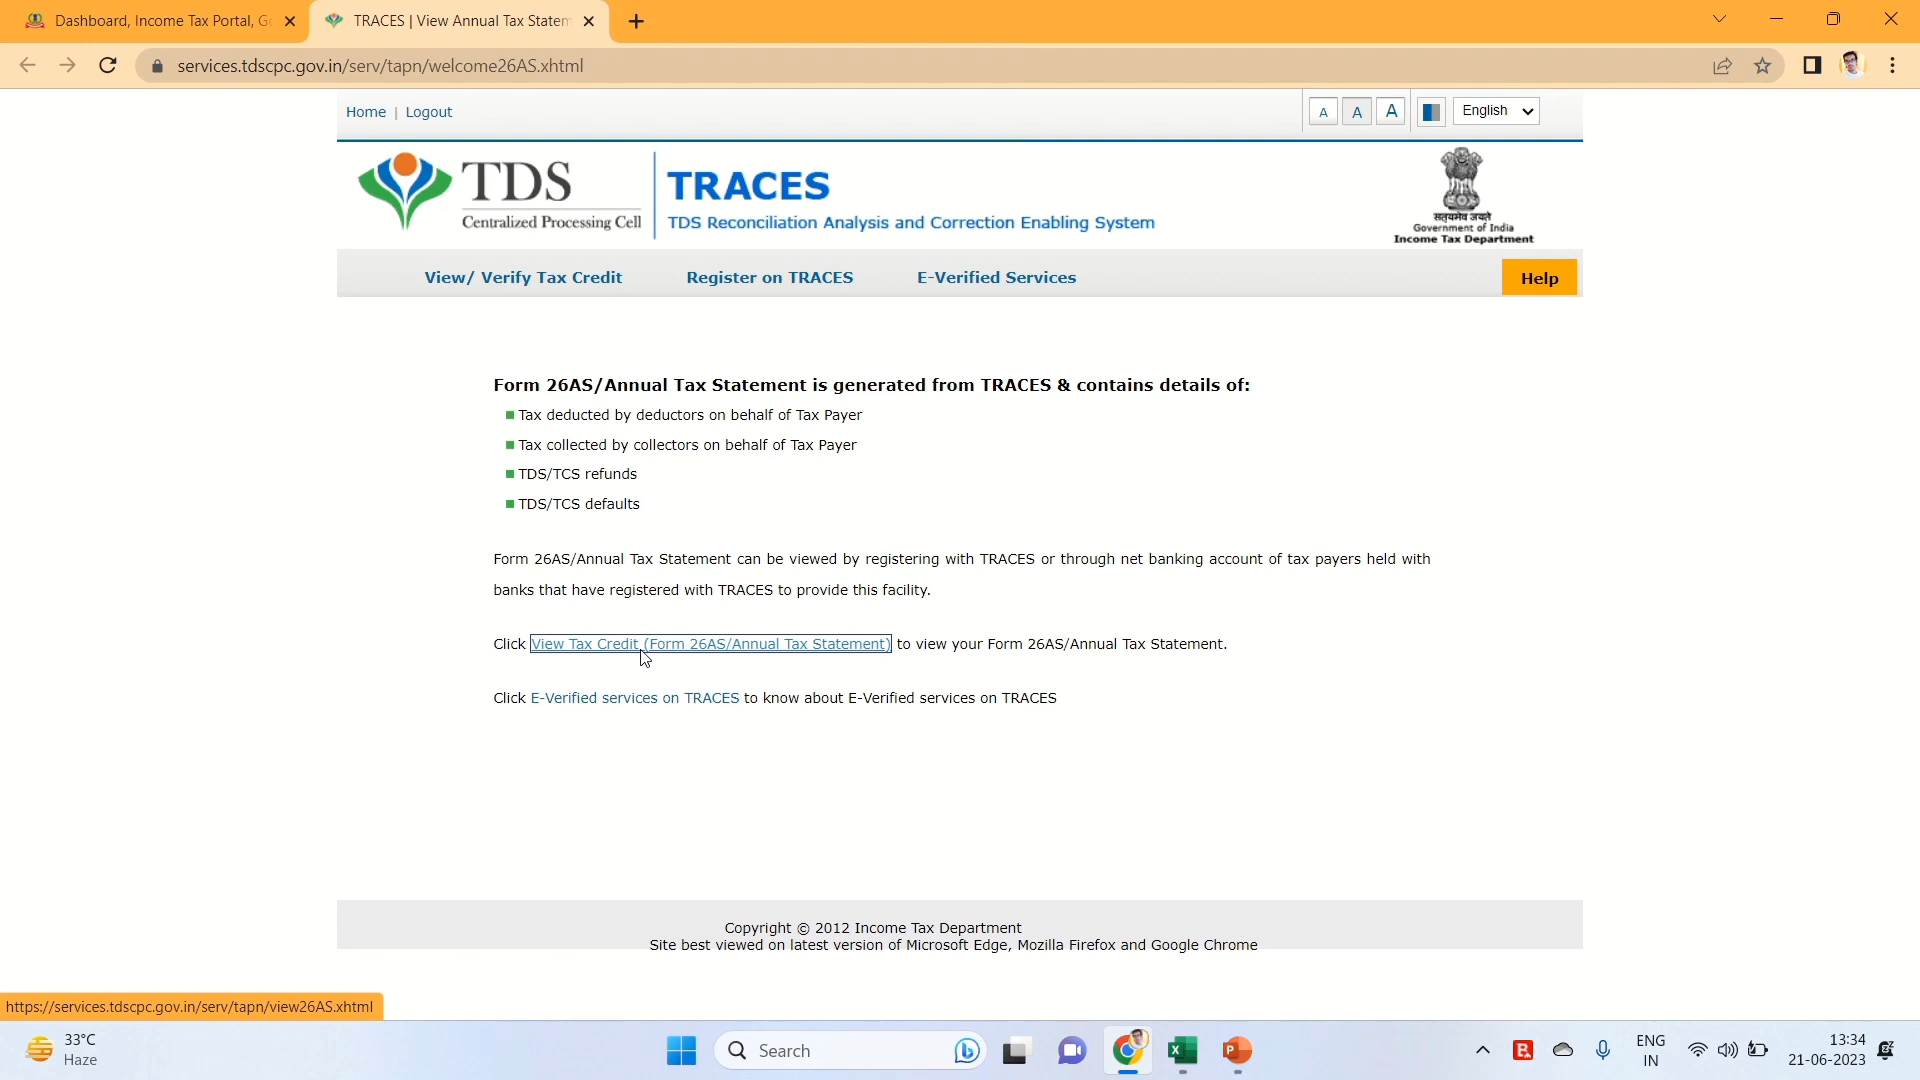 Dashboard, Income Tax Portal, G
TRACES | View Annual Tax Statem
services.tdscpc.gov.in/serv/tapn/welcome26AS.xhtml
Home | Logout
A A A
English
TDS
Centralized Processing Cell
TRACES
TDS Reconciliation Analysis and Correction Enabling System
सत्यमेव जयते
Government of India
Income Tax Department
View/ Verify Tax Credit
Register on TRACES
E-Verified Services
Help
Form 26AS/Annual Tax Statement is generated from TRACES & contains details of:
Tax deducted by deductors on behalf of Tax Payer
Tax collected by collectors on behalf of Tax Payer
TDS/TCS refunds
TDS/TCS defaults
Form 26AS/Annual Tax Statement can be viewed by registering with TRACES or through net banking account of tax payers held with
banks that have registered with TRACES to provide this facility.
Click View Tax Credit (Form 26AS/Annual Tax Statement) to view your Form 26AS/Annual Tax Statement.
Click E-Verified services on TRACES to know about E-Verified services on TRACES
Copyright © 2012 Income Tax Department
Site best viewed on latest version of Microsoft Edge, Mozilla Firefox and Google Chrome
https://services.tdscpc.gov.in/serv/tapn/view26AS.xhtml
33°C
Haze
Search
ENG
IN
13:34
21-06-2023